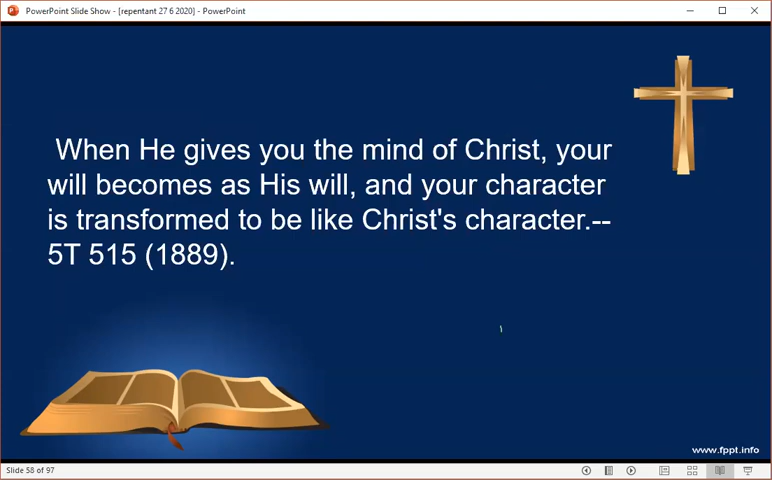 PowerPoint Slide Show - [repentant 27 6 2020] - PowerPoint
When He gives you the mind of Christ, your
will becomes as His will, and your character
is transformed to be like Christ's character.--
5T 515 (1889).
www.fppt.info
Slide 58 of 97